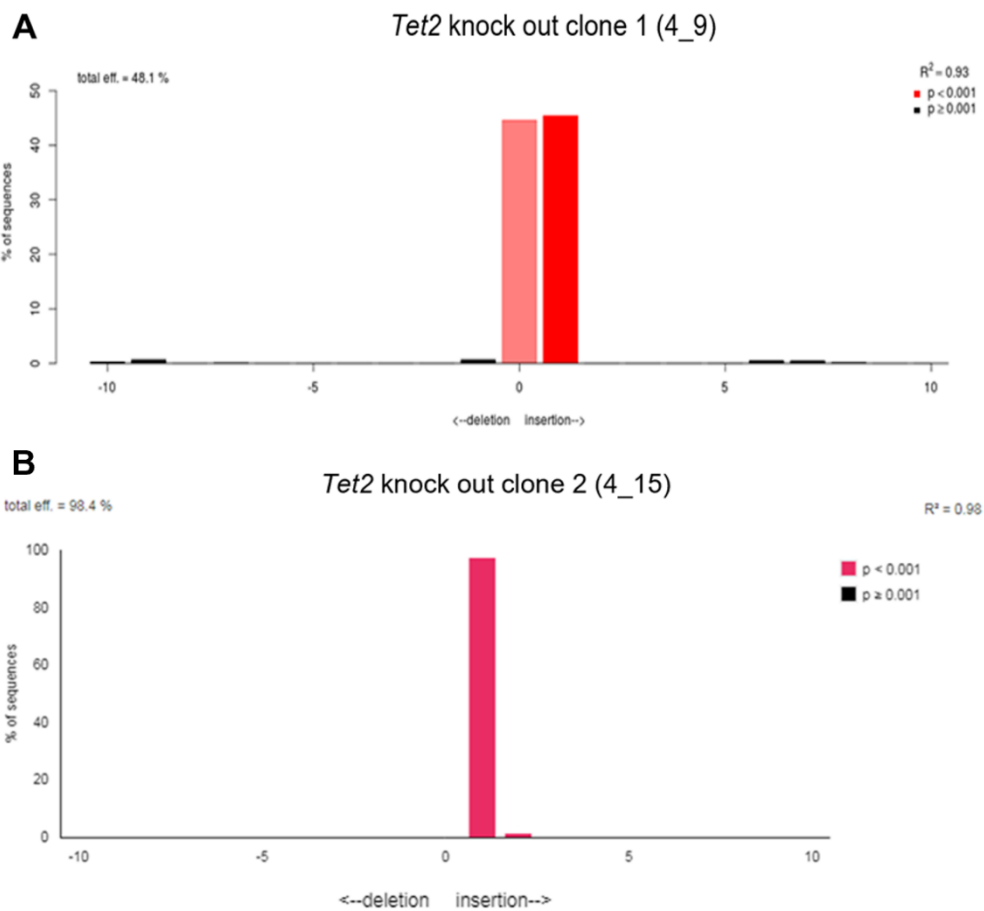 A
Tet2 knock out clone 1 (4_9)
total eff. = 48.1 %
R² = 0.93
p < 0.001
p ≥ 0.001
% of sequences
50
40
30
20
10
0
-10 -5 0 5 10
<--deletion insertion-->
B
Tet2 knock out clone 2 (4_15)
total eff. = 98.4 %
R² = 0.98
p < 0.001
p ≥ 0.001
% of sequences
100
80
60
40
20
0
-10 -5 0 5 10
<--deletion insertion-->